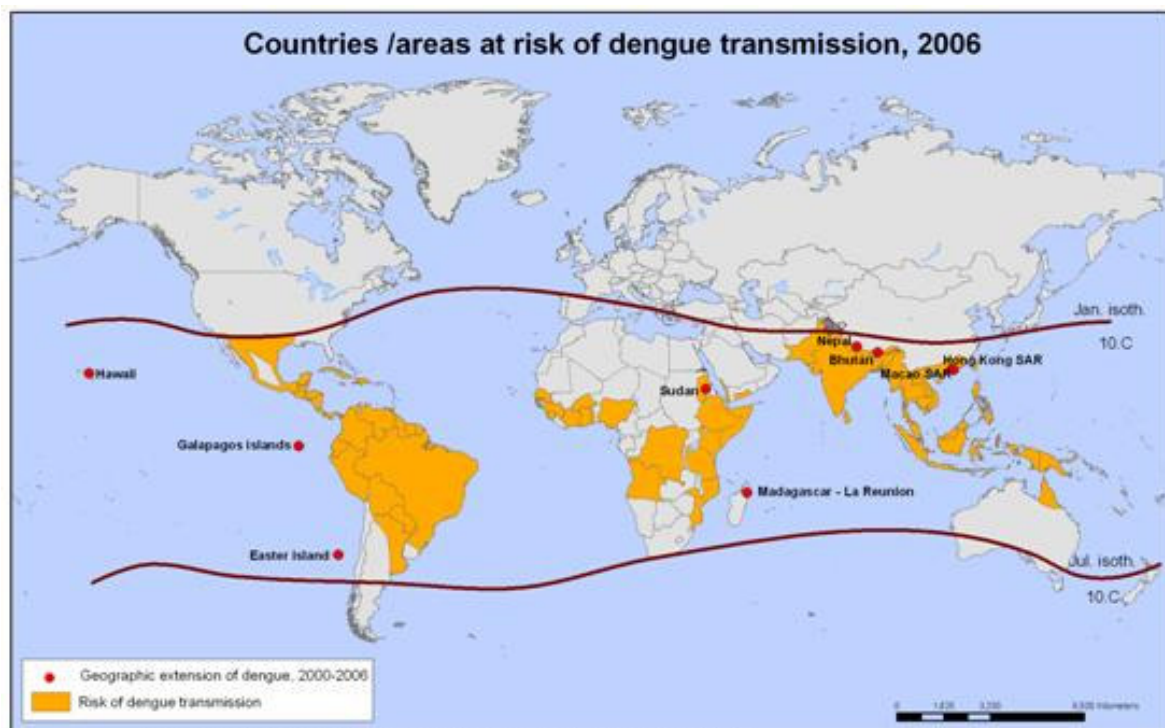 Countries /areas at risk of dengue transmission, 2006
Jan. isoth.
10.C
Nepal
Bhutan
Hong Kong SAR
Macao SAR
Hawaii
Sudan
Galapagos Islands
Madagascar - La Reunion
Easter Island
Jul. isoth.
10.C
Geographic extension of dengue, 2000-2006
Risk of dengue transmission
0
Kilometers